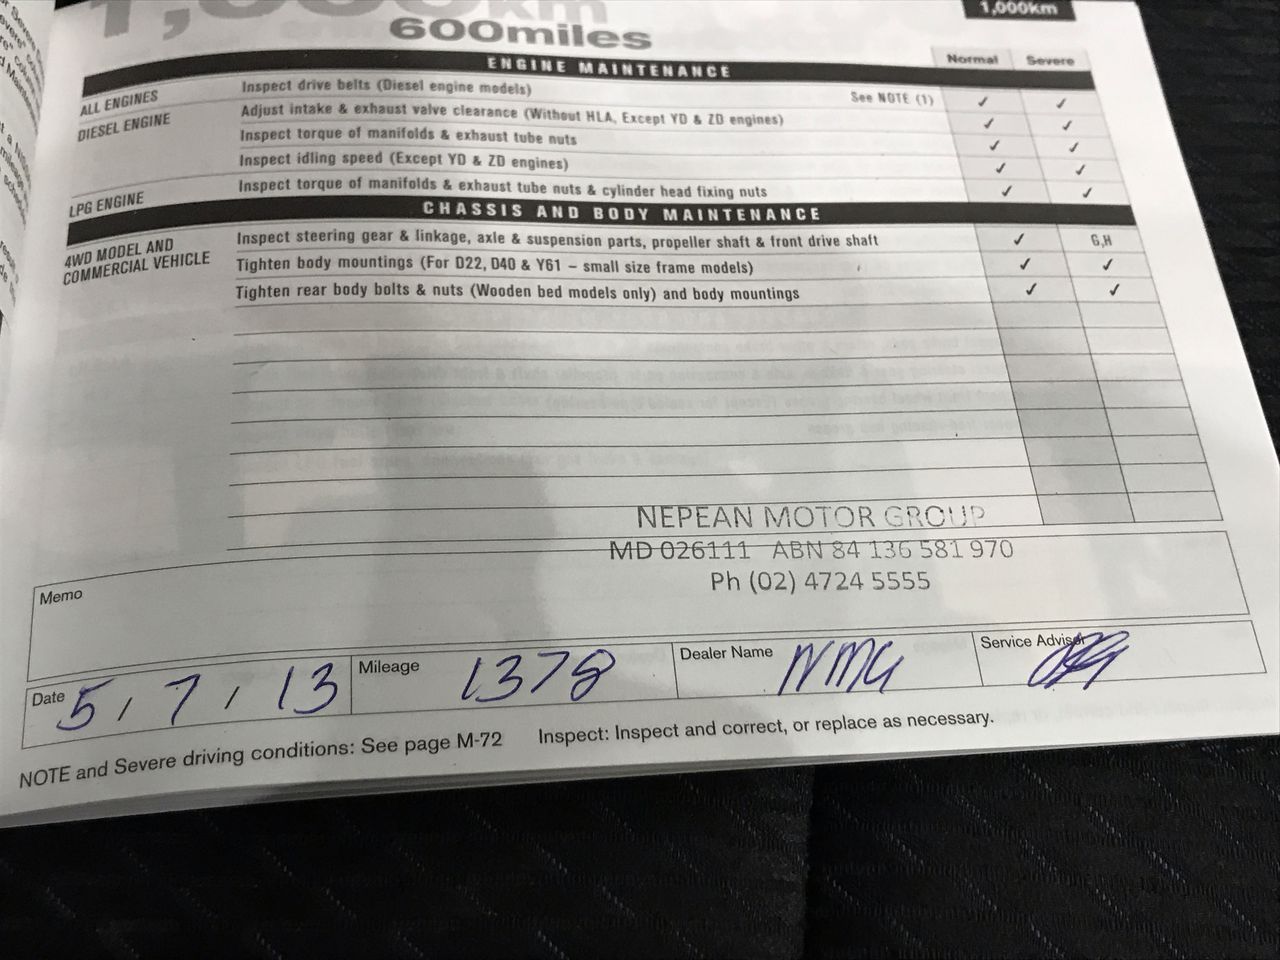 1,000km
600miles
1,000km
Normal Severe
ENGINE MAINTENANCE
ALL ENGINES Inspect drive belts (Diesel engine models) See NOTE (1) ✓ ✓
DIESEL ENGINE Adjust intake & exhaust valve clearance (Without HLA, Except YD & ZD engines) ✓ ✓
Inspect torque of manifolds & exhaust tube nuts ✓ ✓
Inspect idling speed (Except YD & ZD engines) ✓ ✓
LPG ENGINE Inspect torque of manifolds & exhaust tube nuts & cylinder head fixing nuts ✓ ✓
CHASSIS AND BODY MAINTENANCE
4WD MODEL AND
COMMERCIAL VEHICLE
Inspect steering gear & linkage, axle & suspension parts, propeller shaft & front drive shaft ✓ G,H
Tighten body mountings (For D22, D40 & Y61 – small size frame models) ✓ ✓
Tighten rear body bolts & nuts (Wooden bed models only) and body mountings ✓ ✓
NEPEAN MOTOR GROUP
MD 026111 ABN 84 136 581 970
Ph (02) 4724 5555
Memo
Date 5 / 7 / 13 Mileage 1378 Dealer Name NMG Service Advisor
NOTE and Severe driving conditions: See page M-72 Inspect: Inspect and correct, or replace as necessary.